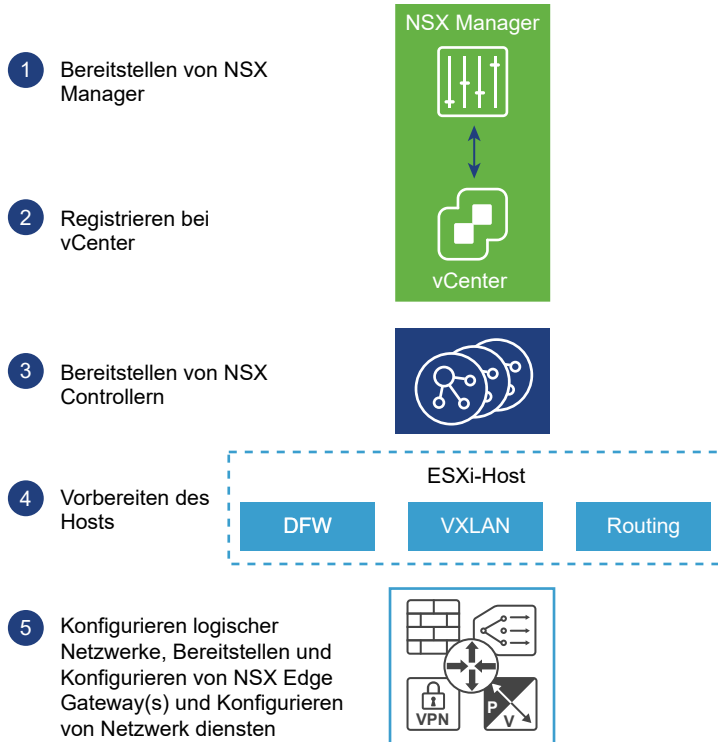 NSX Manager
1
Bereitstellen von NSX
Manager
2
Registrieren bei
vCenter
vCenter
3
Bereitstellen von NSX
Controllern
ESXi-Host
4
Vorbereiten des
Hosts
DFW
VXLAN
Routing
5
Konfigurieren logischer
Netzwerke, Bereitstellen und
Konfigurieren von NSX Edge
Gateway(s) und Konfigurieren
von Netzwerk diensten
VPN
P
V